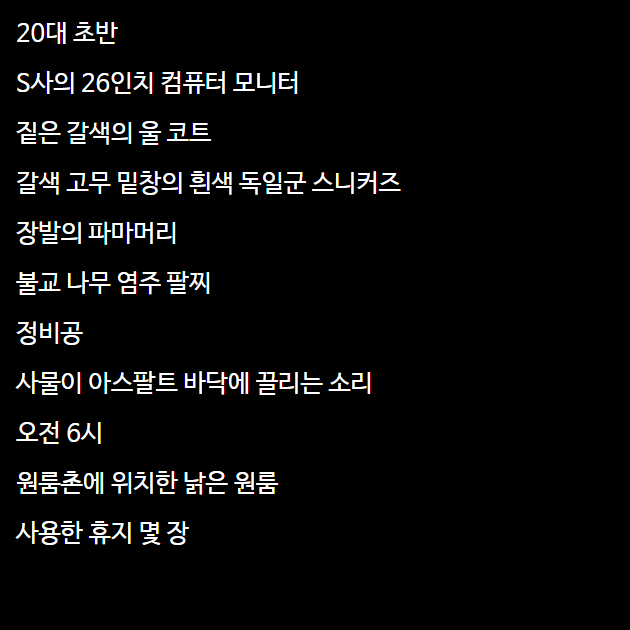 20대 초반
S사의 26인치 컴퓨터 모니터
짙은 갈색의 울 코트
갈색 고무 밑창의 흰색 독일군 스니커즈
장발의 파마머리
불교 나무 염주 팔찌
정비공
사물이 아스팔트 바닥에 끌리는 소리
오전 6시
원룸촌에 위치한 낡은 원룸
사용한 휴지 몇 장